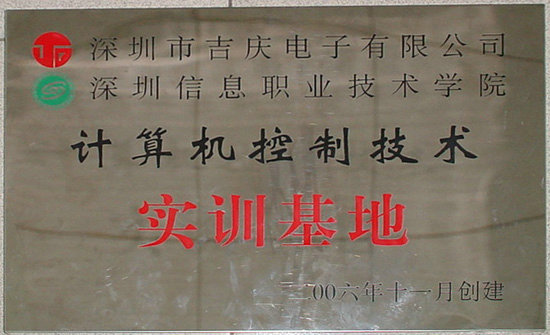 深圳市吉庆电子有限公司
深圳信息职业技术学院
计算机控制技术
实训基地
二00六年十一月创建